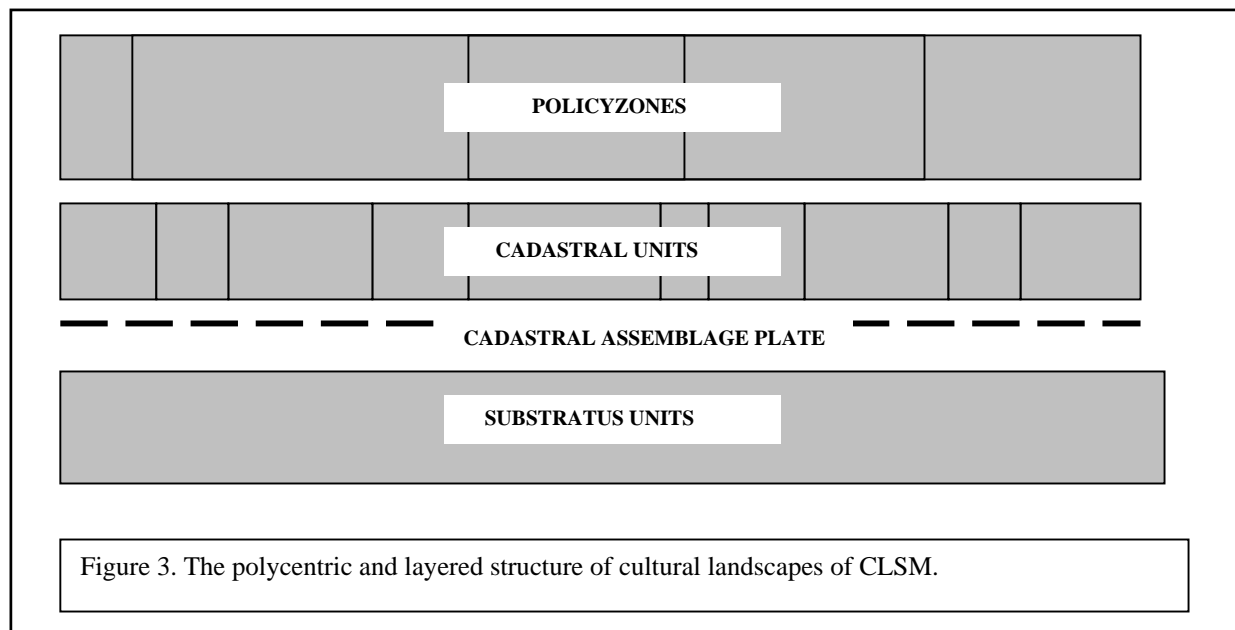 POLICYZONES
CADASTRAL UNITS
CADASTRAL ASSEMBLAGE PLATE
SUBSTRATUS UNITS
Figure 3. The polycentric and layered structure of cultural landscapes of CLSM.